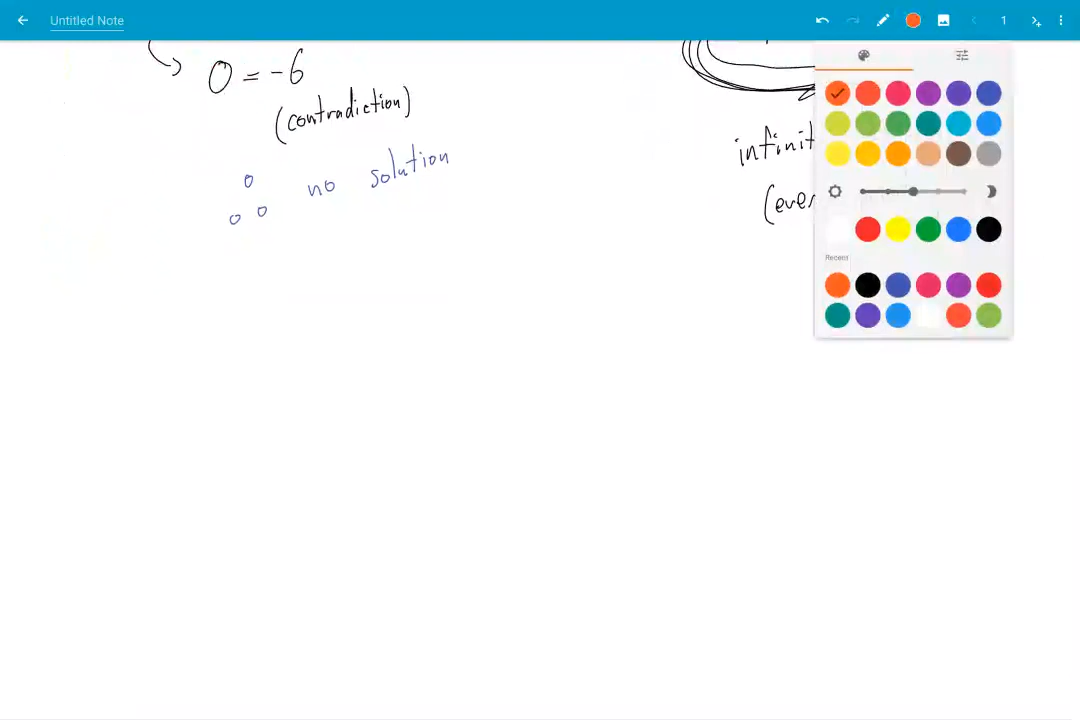 Untitled Note
1
0 = -6
(contradiction)
no solution
infinit
(ever
Recent